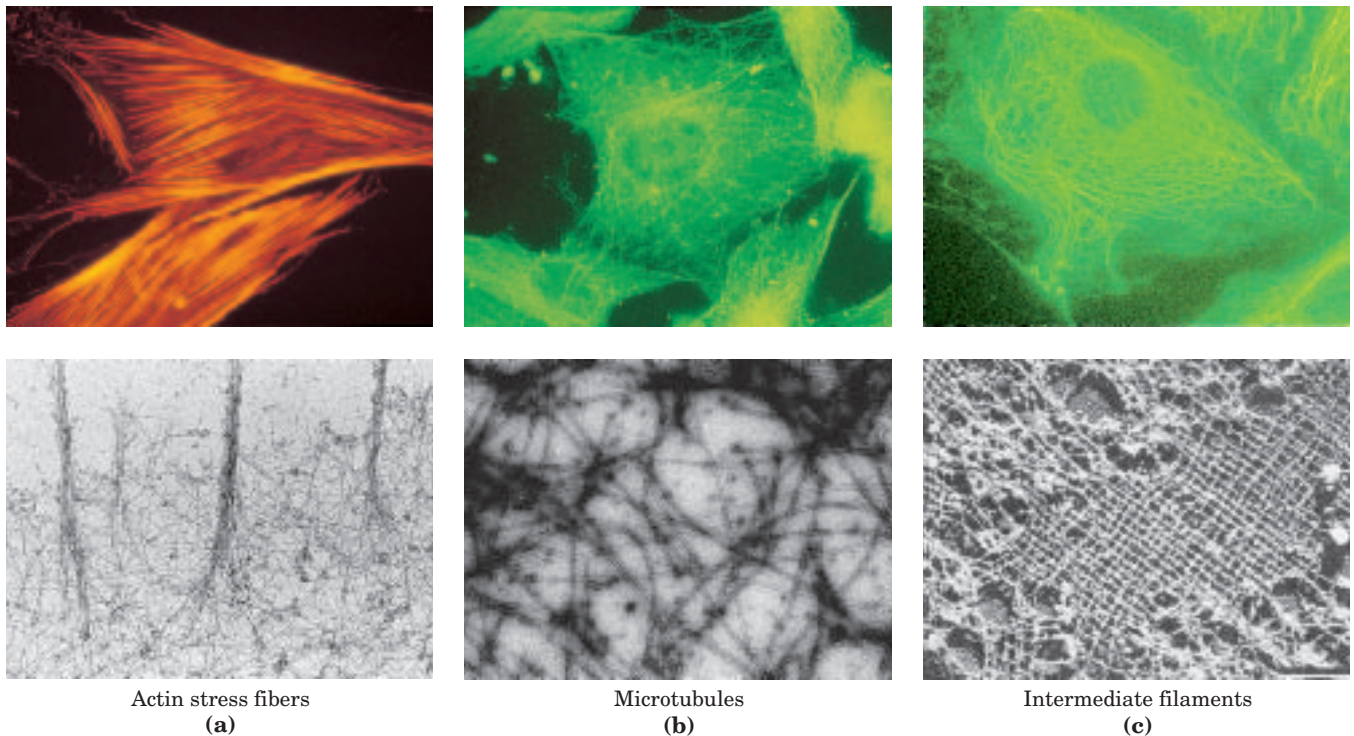 Actin stress fibers
(a)
Microtubules
(b)
Intermediate filaments
(c)